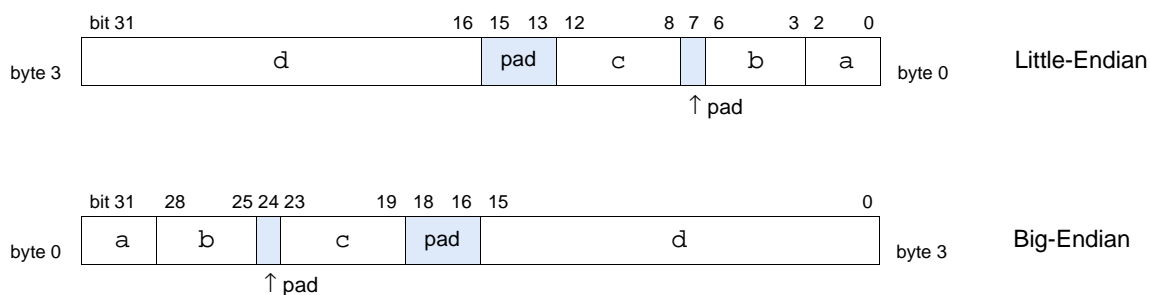 bit 31 16 15 13 12 8 7 6 3 2 0
byte 3 d pad c b a byte 0 Little-Endian
↑ pad
bit 31 28 25 24 23 19 18 16 15 0
byte 0 a b c pad d byte 3 Big-Endian
↑ pad